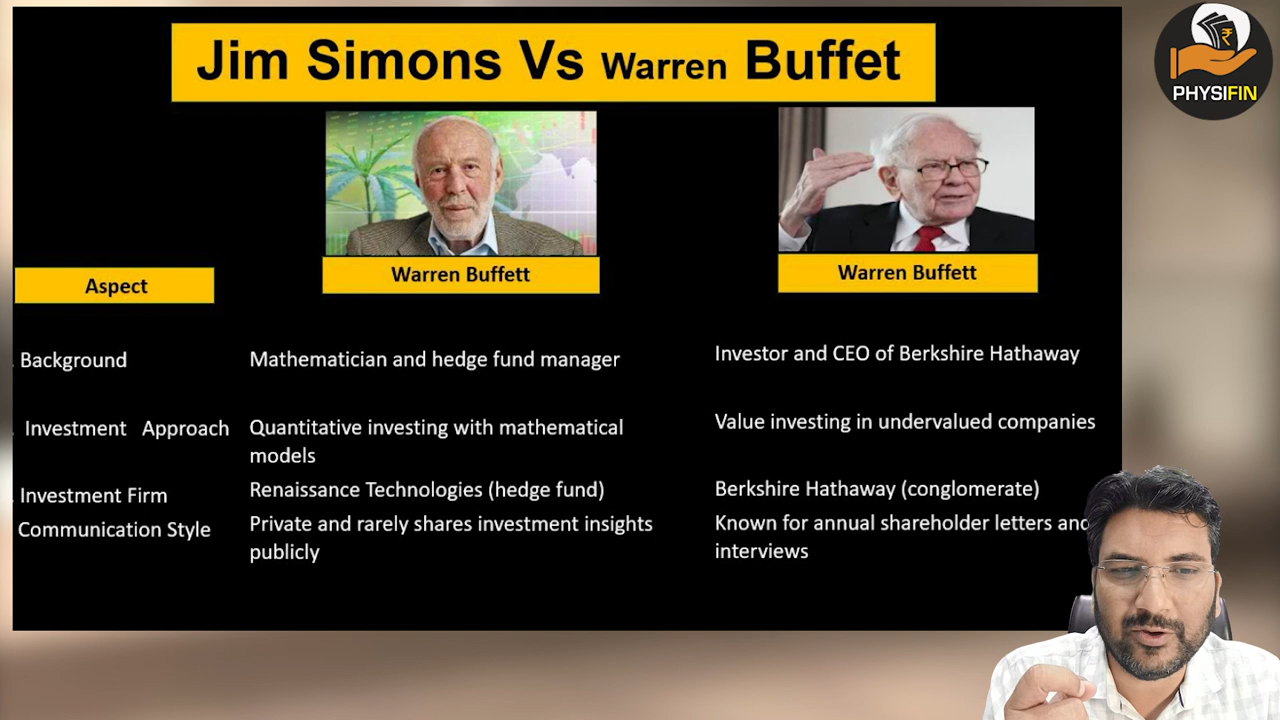 Jim Simons Vs Warren Buffet
PHYSIFIN
Aspect
Warren Buffett
Warren Buffett
Background
Mathematician and hedge fund manager
Investor and CEO of Berkshire Hathaway
Investment Approach
Quantitative investing with mathematical
models
Value investing in undervalued companies
Investment Firm
Renaissance Technologies (hedge fund)
Berkshire Hathaway (conglomerate)
Communication Style
Private and rarely shares investment insights
publicly
Known for annual shareholder letters and
interviews